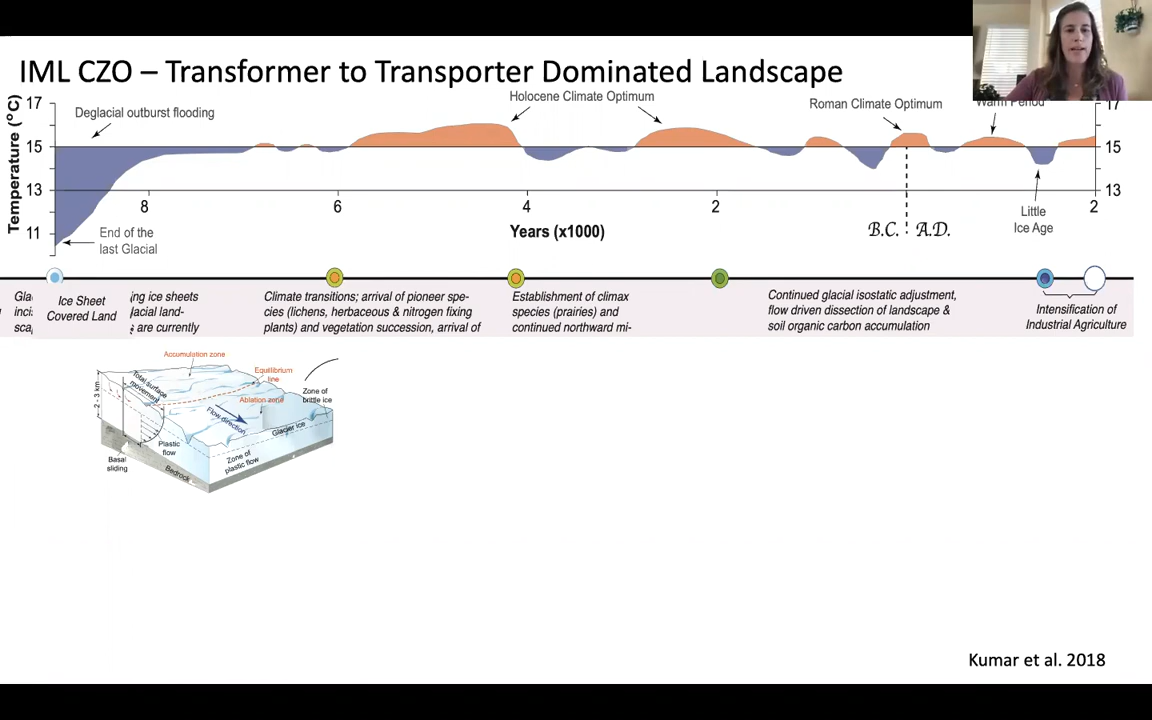 IML CZO – Transformer to Transporter Dominated Landscape
Temperature (°C)
17
15
13
11
Deglacial outburst flooding
Holocene Climate Optimum
Roman Climate Optimum
Warm Period
17
15
13
8
6
4
2
2
End of the
last Glacial
Years (x1000)
B.C. A.D.
Little
Ice Age
Ice Sheet
Covered Land
ing ice sheets
lacial land-
are currently
Climate transitions; arrival of pioneer spe-
cies (lichens, herbaceous & nitrogen fixing
plants) and vegetation succession, arrival of
Establishment of climax
species (prairies) and
continued northward mi-
Continued glacial isostatic adjustment,
flow driven dissection of landscape &
soil organic carbon accumulation
Intensification of
Industrial Agriculture
Accumulation zone
Equilibrium
line
Total surface
movement
Ablation zone
Zone of
brittle ice
2 - 3 km
Flow direction
Glacier ice
Plastic
flow
Zone of
plastic flow
Basal
sliding
Bedrock
Kumar et al. 2018